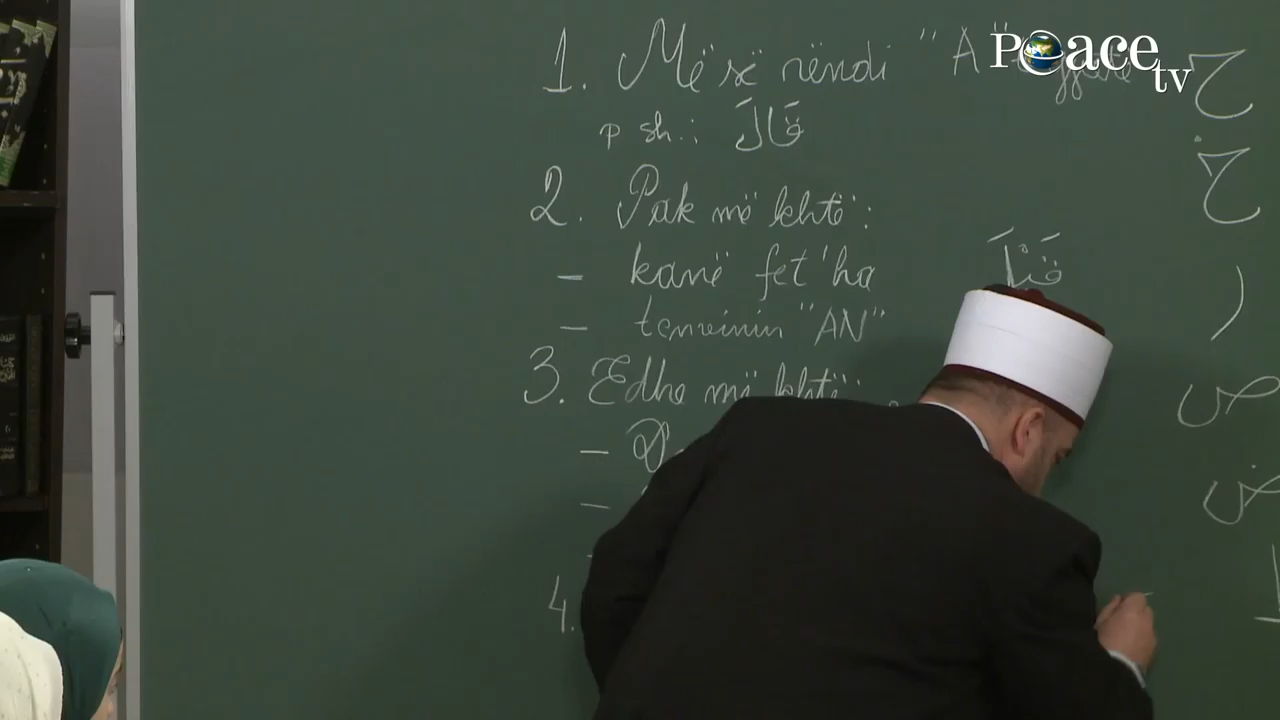 1. Më së rëndi "A" e gjatë
p sh.: قَالَ
2. Pak më lehtë:
- kanë fet'ha
- tenvinin "AN"
3. Edhe më lehtë:
-
-
-
4.
ح
خ
ر
ص
ض
Peace tv